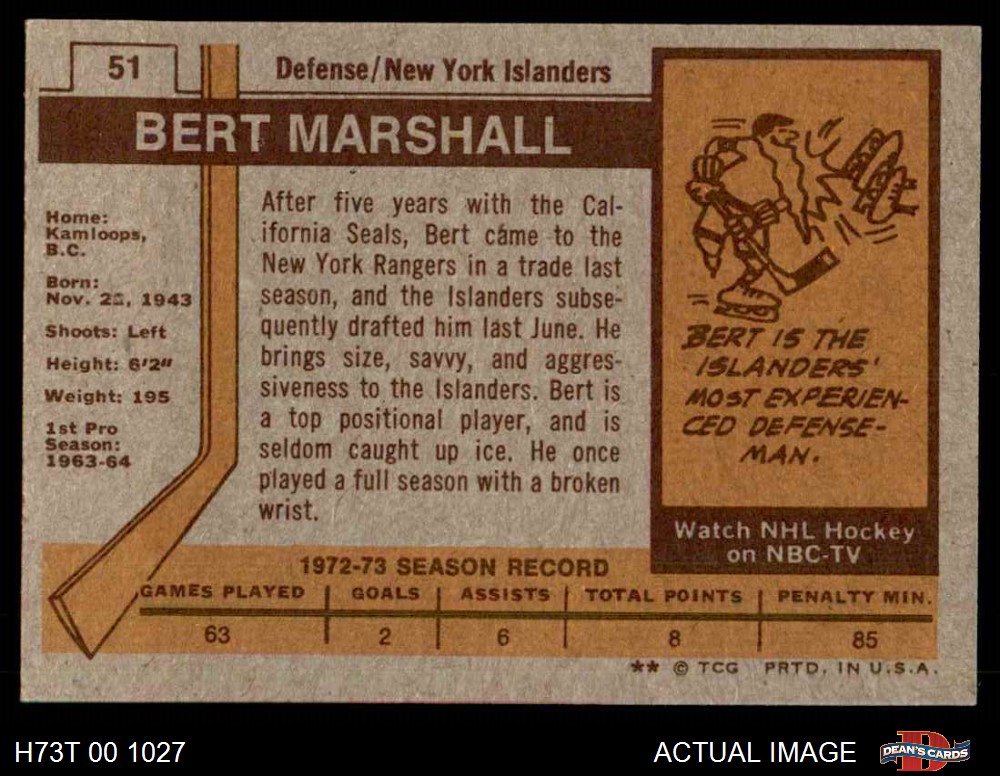 51
Defense/New York Islanders
BERT MARSHALL
Home:
Kamloops,
B.C.
Born:
Nov. 22, 1943
Shoots: Left
Height: 6'2"
Weight: 195
1st Pro
Season:
1963-64
After five years with the Cal-
ifornia Seals, Bert came to the
New York Rangers in a trade last
season, and the Islanders subse-
quently drafted him last June. He
brings size, savvy, and aggres-
siveness to the Islanders. Bert is
a top positional player, and is
seldom caught up ice. He once
played a full season with a broken
wrist.
BERT IS THE
ISLANDERS'
MOST EXPERIEN-
CED DEFENSE-
MAN.
Watch NHL Hockey
on NBC-TV
1972-73 SEASON RECORD
GAMES PLAYED GOALS ASSISTS TOTAL POINTS PENALTY MIN.
63 2 6 8 85
** © TCG PRTD. IN U.S.A.
H73T 00 1027
ACTUAL IMAGE
D
DEAN'S CARDS